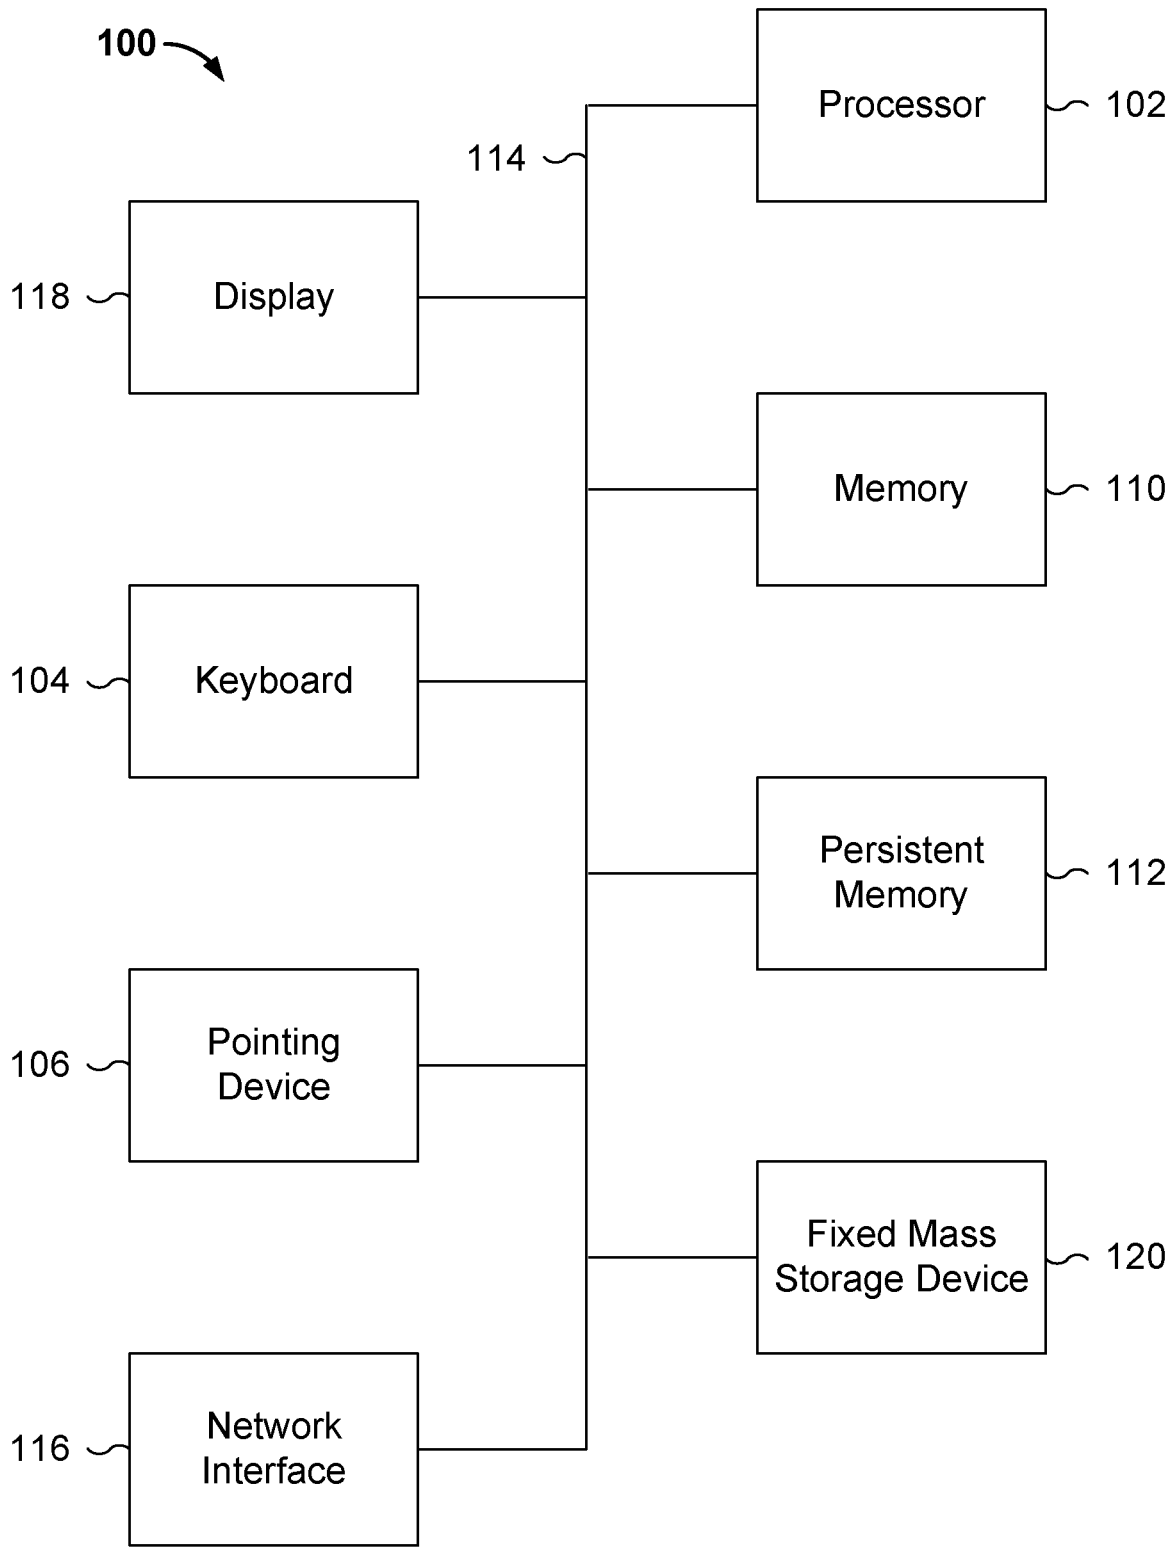 100
Processor
102
114
118
Display
Memory
110
104
Keyboard
Persistent
Memory
112
106
Pointing
Device
Fixed Mass
Storage Device
120
116
Network
Interface